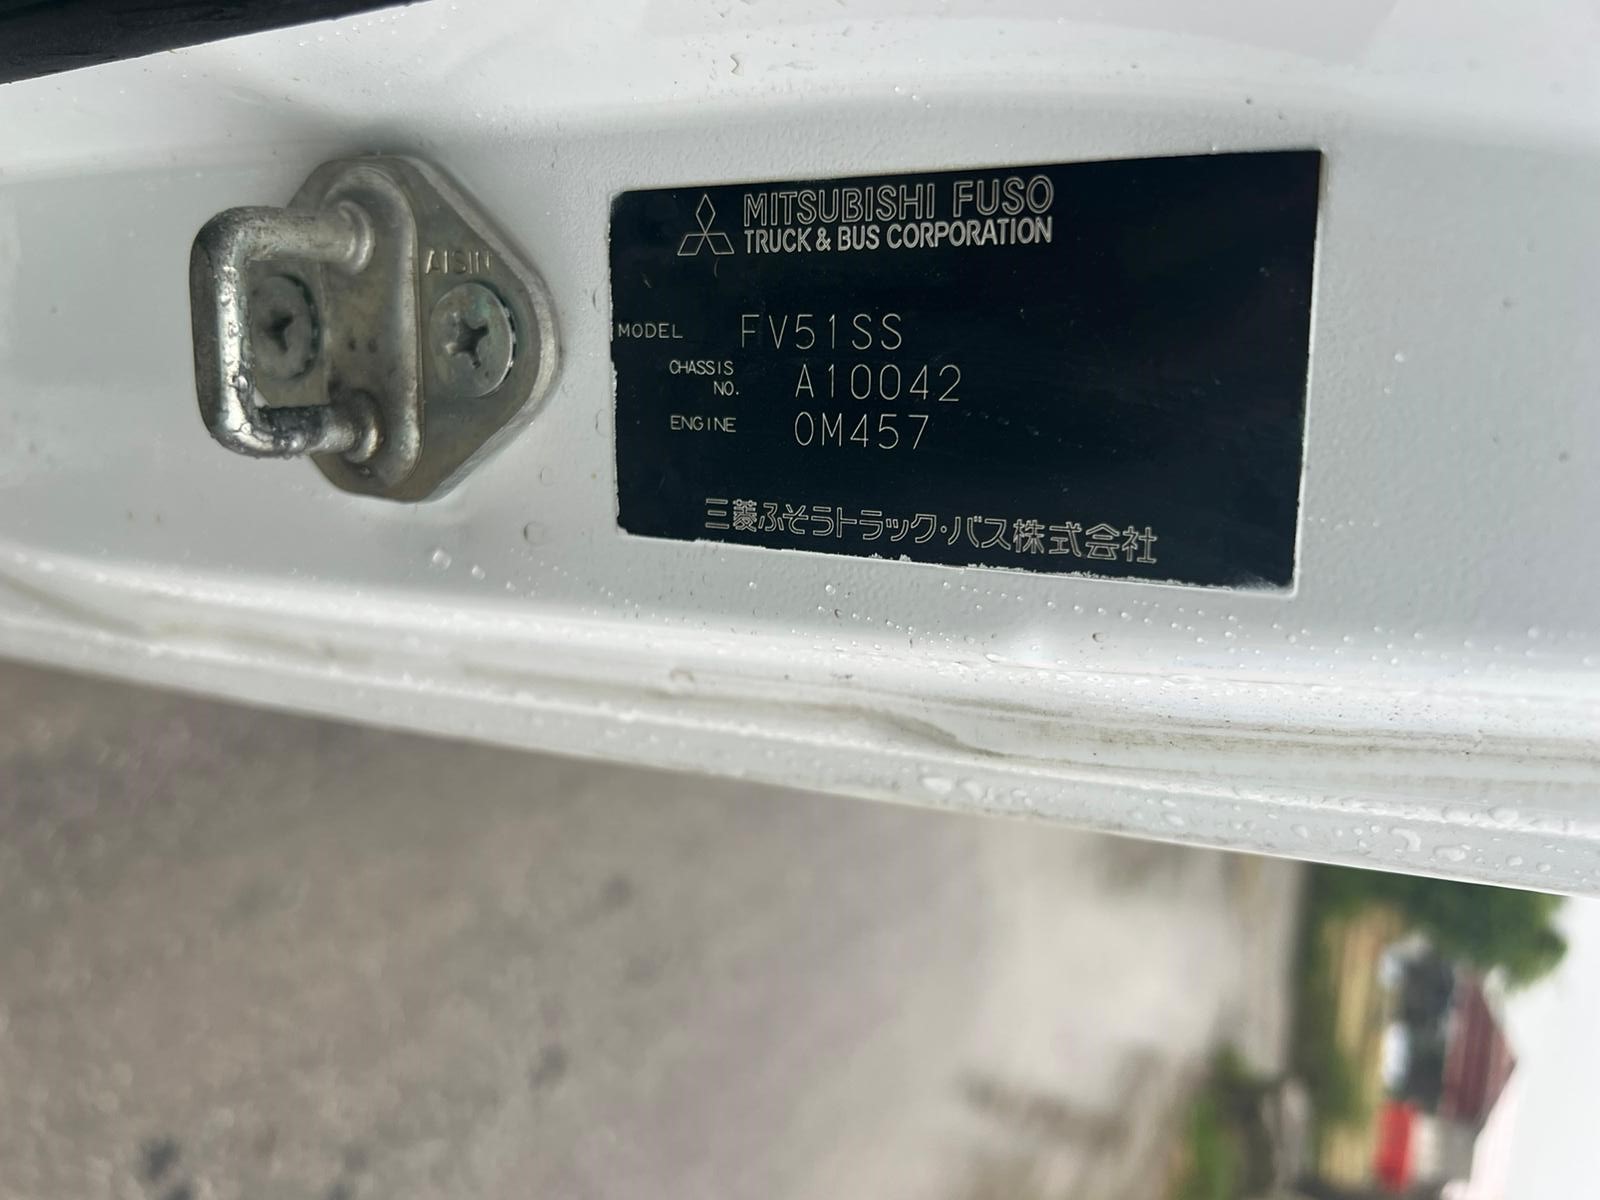 AISIN
MITSUBISHI FUSO
TRUCK & BUS CORPORATION
MODEL FV51SS
CHASSIS NO. A10042
ENGINE OM457
三菱ふそうトラック・バス株式会社